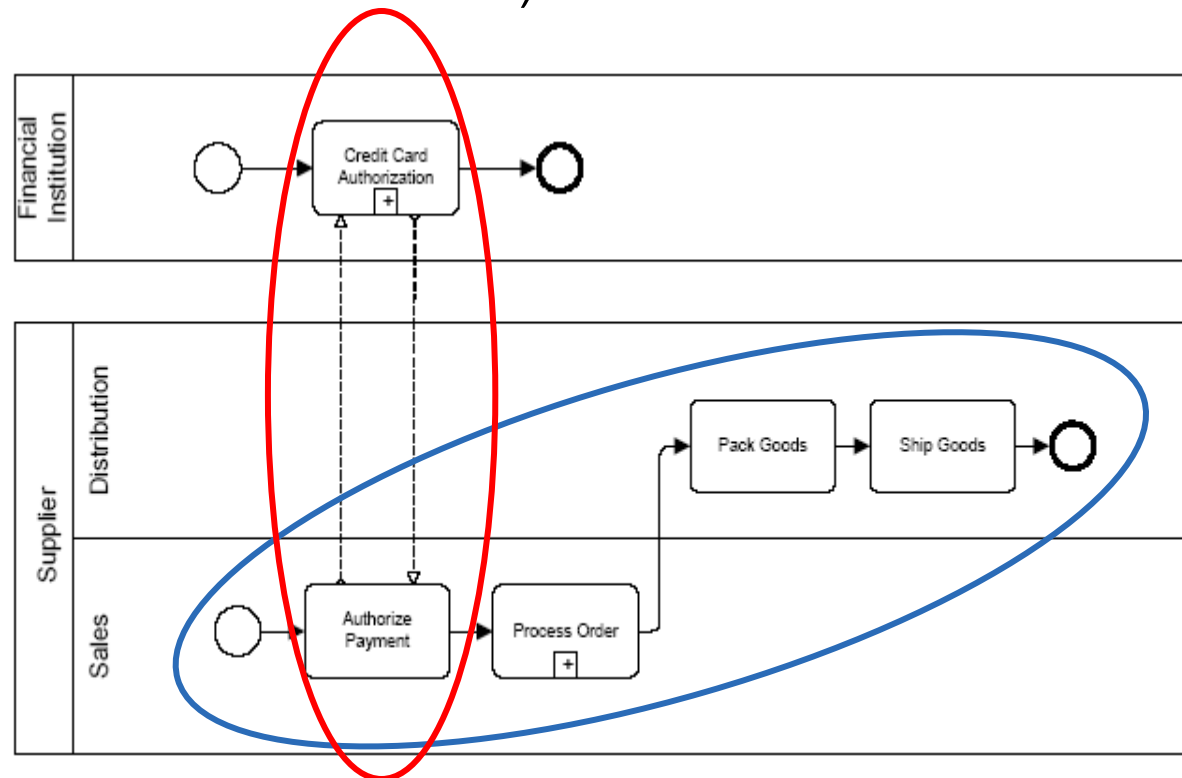 )
Financial
Institution
Credit Card
Authorization
+
Supplier
Distribution
Pack Goods
Ship Goods
Sales
Authorize
Payment
Process Order
+